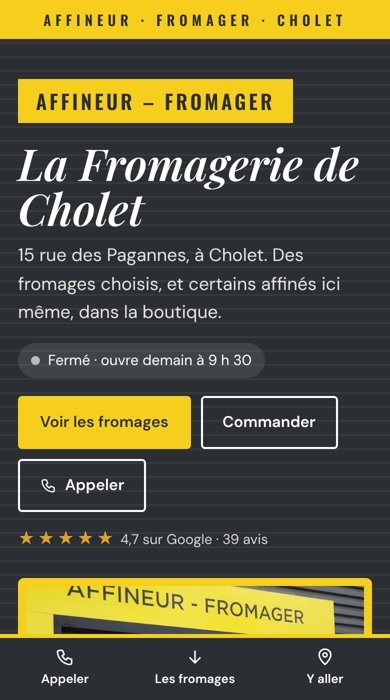 AFFINEUR · FROMAGER · CHOLET
AFFINEUR – FROMAGER
La Fromagerie de
Cholet
15 rue des Pagannes, à Cholet. Des
fromages choisis, et certains affinés ici
même, dans la boutique.
Fermé · ouvre demain à 9 h 30
Voir les fromages
Commander
Appeler
★★★★★ 4,7 sur Google · 39 avis
AFFINEUR - FROMAGER
Appeler
Les fromages
Y aller